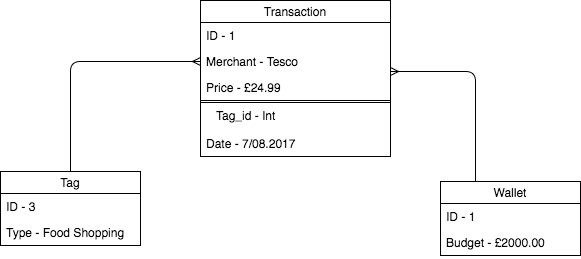 Transaction
ID - 1
Merchant - Tesco
Price - £24.99
Tag_id - Int
Date - 7/08.2017
Tag
ID - 3
Type - Food Shopping
Wallet
ID - 1
Budget - £2000.00